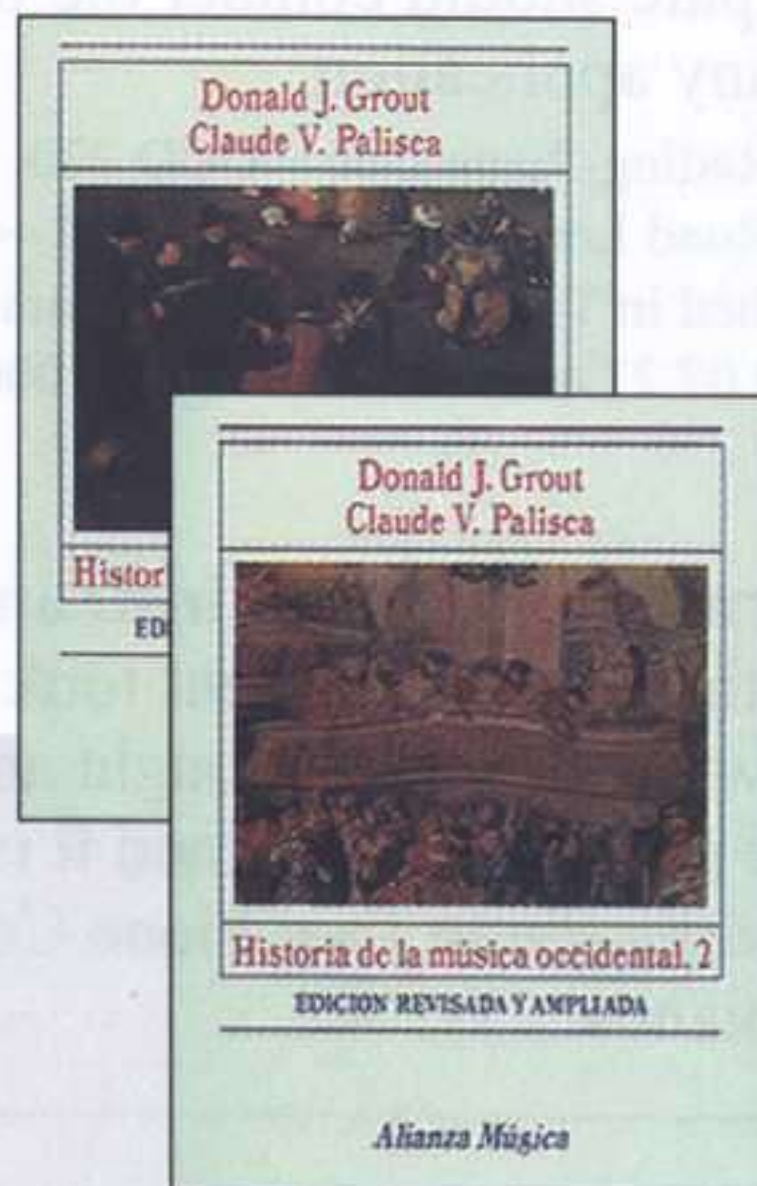 Donald J. Grout
Claude V. Palisca
Histor
ED
Donald J. Grout
Claude V. Palisca
Historia de la música occidental. 2
EDICION REVISADA Y AMPLIADA
Alianza Música